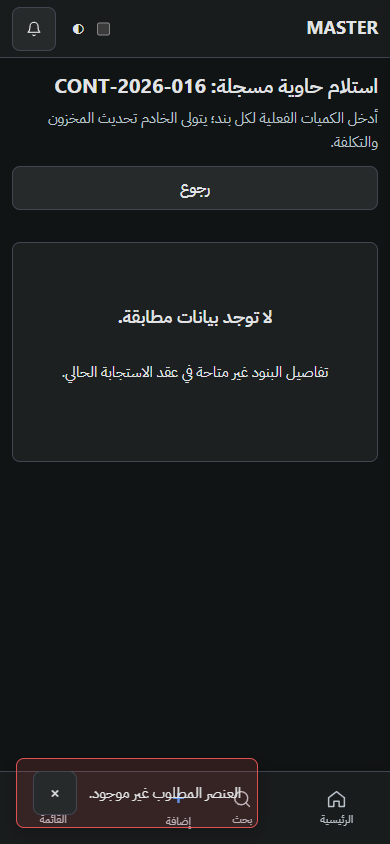 MASTER
استلام حاوية مسجلة: CONT-2026-016
أدخل الكميات الفعلية لكل بند؛ يتولى الخادم تحديث المخزون
والتكلفة.
رجوع
لا توجد بيانات مطابقة.
تفاصيل البنود غير متاحة في عقد الاستجابة الحالي.
العنصر المطلوب غير موجود.
×
الرئيسية
بحث
إضافة
القائمة